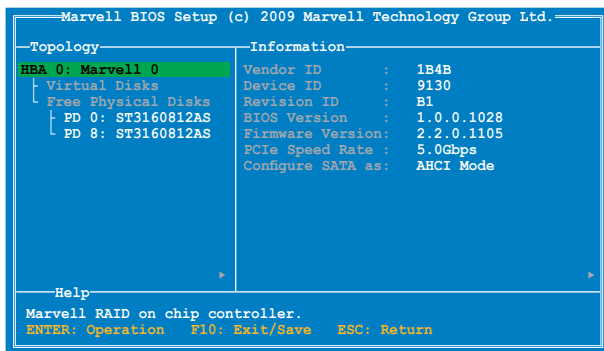 Marvell BIOS Setup (c) 2009 Marvell Technology Group Ltd.
Topology
HBA 0: Marvell 0
Virtual Disks
Free Physical Disks
PD 0: ST3160812AS
PD 8: ST3160812AS
Information
Vendor ID : 1B4B
Device ID : 9130
Revision ID : B1
BIOS Version : 1.0.0.1028
Firmware Version: 2.2.0.1105
PCIe Speed Rate : 5.0Gbps
Configure SATA as: AHCI Mode
Help
Marvell RAID on chip controller.
ENTER: Operation F10: Exit/Save ESC: Return